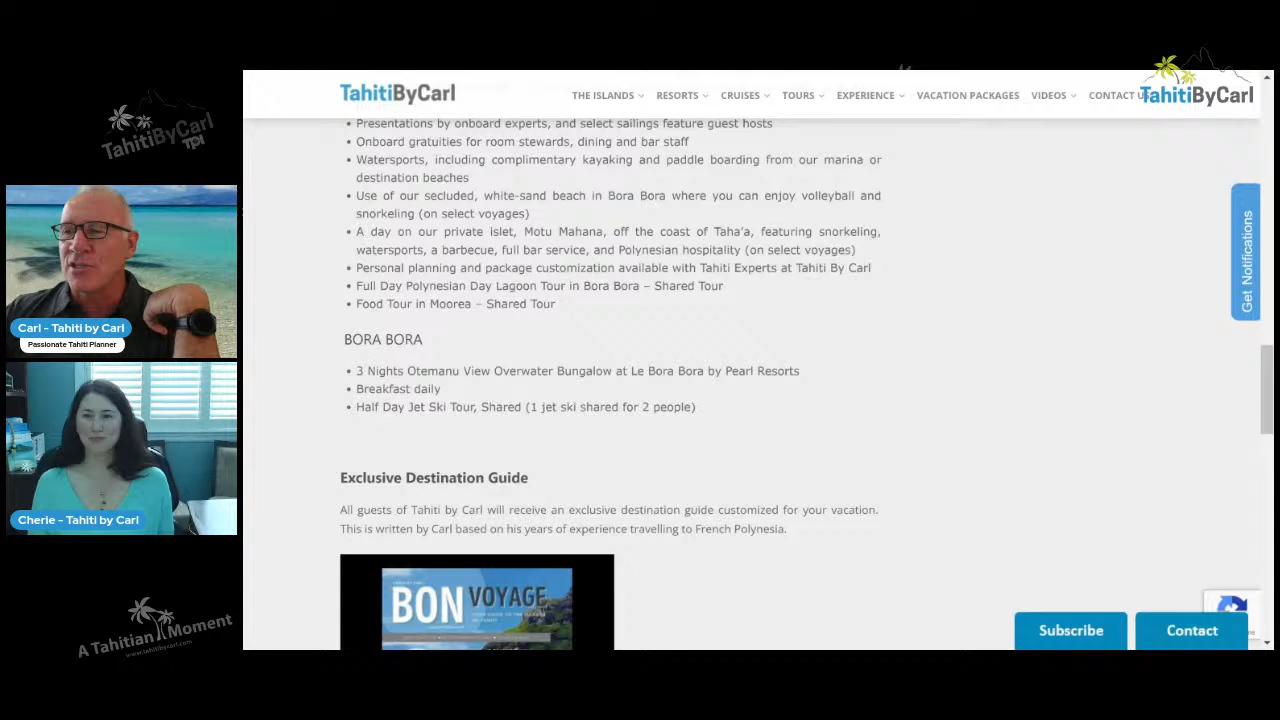 TahitiByCarl
TPI
TahitiByCarl
THE ISLANDS
RESORTS
CRUISES
TOURS
EXPERIENCE
VACATION PACKAGES
VIDEOS
CONTACT US
TahitiByCarl
• Presentations by onboard experts, and select sailings feature guest hosts
• Onboard gratuities for room stewards, dining and bar staff
• Watersports, including complimentary kayaking and paddle boarding from our marina or
destination beaches
• Use of our secluded, white-sand beach in Bora Bora where you can enjoy volleyball and
snorkeling (on select voyages)
• A day on our private islet, Motu Mahana, off the coast of Taha’a, featuring snorkeling,
watersports, a barbecue, full bar service, and Polynesian hospitality (on select voyages)
• Personal planning and package customization available with Tahiti Experts at Tahiti By Carl
• Full Day Polynesian Day Lagoon Tour in Bora Bora – Shared Tour
• Food Tour in Moorea – Shared Tour
BORA BORA
• 3 Nights Otemanu View Overwater Bungalow at Le Bora Bora by Pearl Resorts
• Breakfast daily
• Half Day Jet Ski Tour, Shared (1 jet ski shared for 2 people)
Exclusive Destination Guide
All guests of Tahiti by Carl will receive an exclusive destination guide customized for your vacation.
This is written by Carl based on his years of experience travelling to French Polynesia.
BON VOYAGE
Get Notifications
Subscribe
Contact
Carl - Tahiti by Carl
Passionate Tahiti Planner
Cherie - Tahiti by Carl
A Tahitian Moment
www.tahitibycarl.com